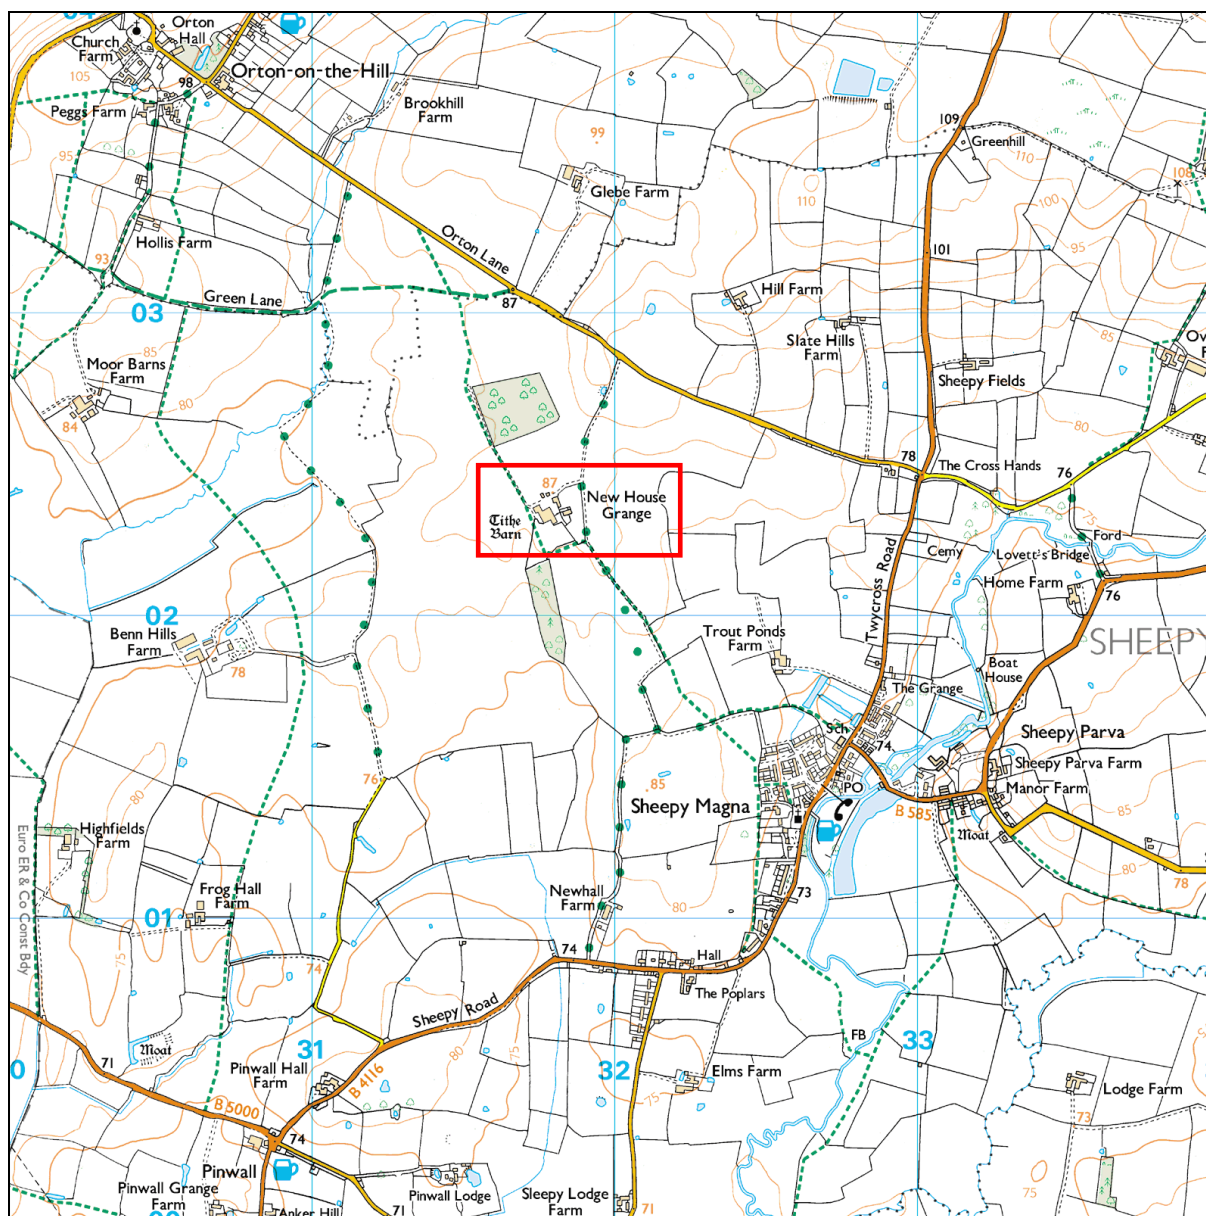 Orton
Hall
Church
Farm
105
98
Orton-on-the-Hill
Peggs Farm
Brookhill
Farm
99
109
Greenhill
110
108
95
Glebe Farm
110
100
95
Hollis Farm
Orton Lane
101
93
Green Lane
87
Hill Farm
03
85
85
Slate Hills
Farm
Moor Barns
Farm
80
Sheepy Fields
84
80
78
The Cross Hands
76
87
New House
Grange
Tithe
Barn
75
Ford
Cemy
Lovett's Bridge
Home Farm
Twycross Road
76
02
Benn Hills
Farm
Trout Ponds
Farm
SHEEPY
78
Boat
House
The Grange
Sch
74
Sheepy Parva
76
85
Sheepy Parva Farm
80
PO
Manor Farm
Sheepy Magna
B 585
85
Highfields
Farm
Moat
80
Euro ER & Co Const Bdy
78
Frog Hall
Farm
Newhall
Farm
80
73
01
75
74
74
Hall
The Poplars
Sheepy Road
75
FB
71
Moat
31
80
32
33
Pinwall Hall
Farm
B 4116
75
Elms Farm
Lodge Farm
B 5000
73
74
Pinwall
Pinwall Grange
Farm
Pinwall Lodge
Sleepy Lodge
Farm
71
71
75
Anker Hill